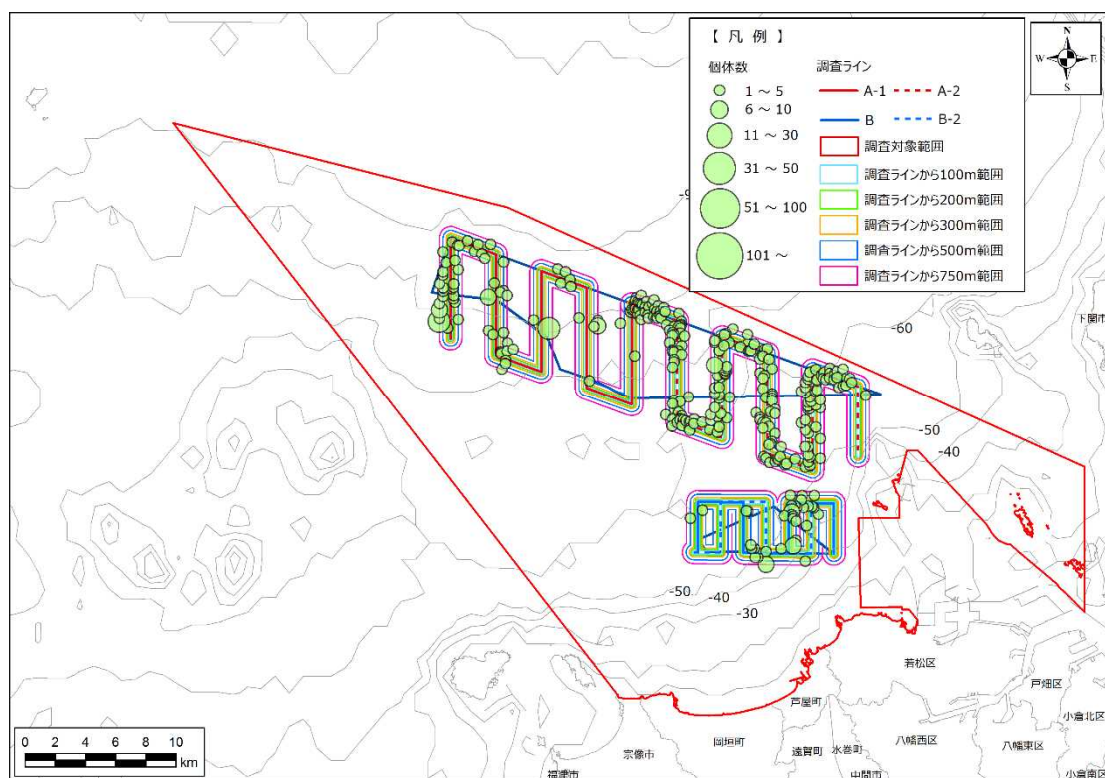 【 凡 例 】
個体数
1 ～ 5
6 ～ 10
11 ～ 30
31 ～ 50
51 ～ 100
101 ～
調査ライン
A-1 A-2
B B-2
調査対象範囲
調査ラインから100m範囲
調査ラインから200m範囲
調査ラインから300m範囲
調査ラインから500m範囲
調査ラインから750m範囲
N
W E
S
下関市
-60
-50
-40
-50
-40
-30
若松区
戸畑区
芦屋町
小倉北区
岡垣町
遠賀町
水巻町
八幡西区
八幡東区
宗像市
福津市
中間市
小倉南区
0 2 4 6 8 10
km